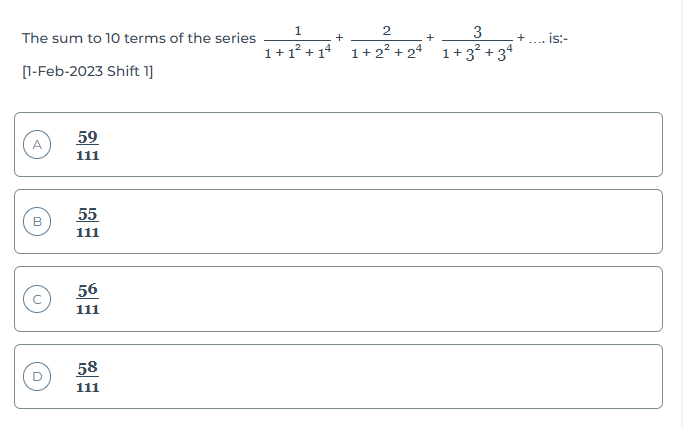 The sum to 10 terms of the series $\frac{1}{1+1^2+1^4} + \frac{2}{1+2^2+2^4} + \frac{3}{1+3^2+3^4} + ....$ is:-
[1-Feb-2023 Shift 1]
A $\frac{59}{111}$
B $\frac{55}{111}$
C $\frac{56}{111}$
D $\frac{58}{111}$